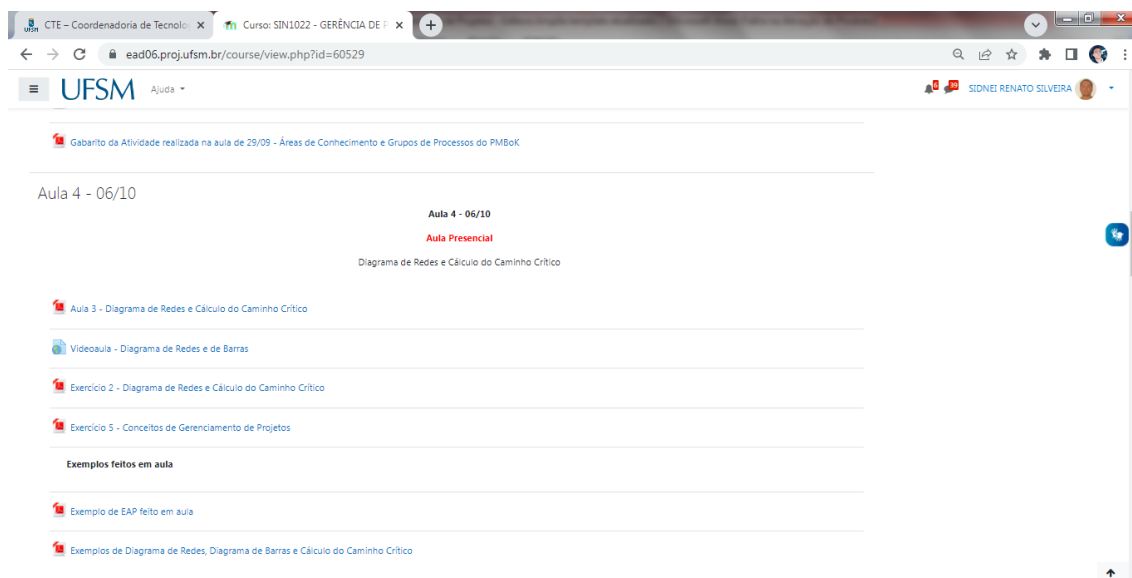 CTE – Coordenadoria de Tecnolo
Curso: SIN1022 - GERÊNCIA DE P
ead06.proj.ufsm.br/course/view.php?id=60529
UFSM
Ajuda
6
39
SIDNEI RENATO SILVEIRA
Gabarito da Atividade realizada na aula de 29/09 - Áreas de Conhecimento e Grupos de Processos do PMBoK
Aula 4 - 06/10
Aula 4 - 06/10
Aula Presencial
Diagrama de Redes e Cálculo do Caminho Crítico
Aula 3 - Diagrama de Redes e Cálculo do Caminho Crítico
Videoaula - Diagrama de Redes e de Barras
Exercício 2 - Diagrama de Redes e Cálculo do Caminho Crítico
Exercício 5 - Conceitos de Gerenciamento de Projetos
Exemplos feitos em aula
Exemplo de EAP feito em aula
Exemplos de Diagrama de Redes, Diagrama de Barras e Cálculo do Caminho Crítico